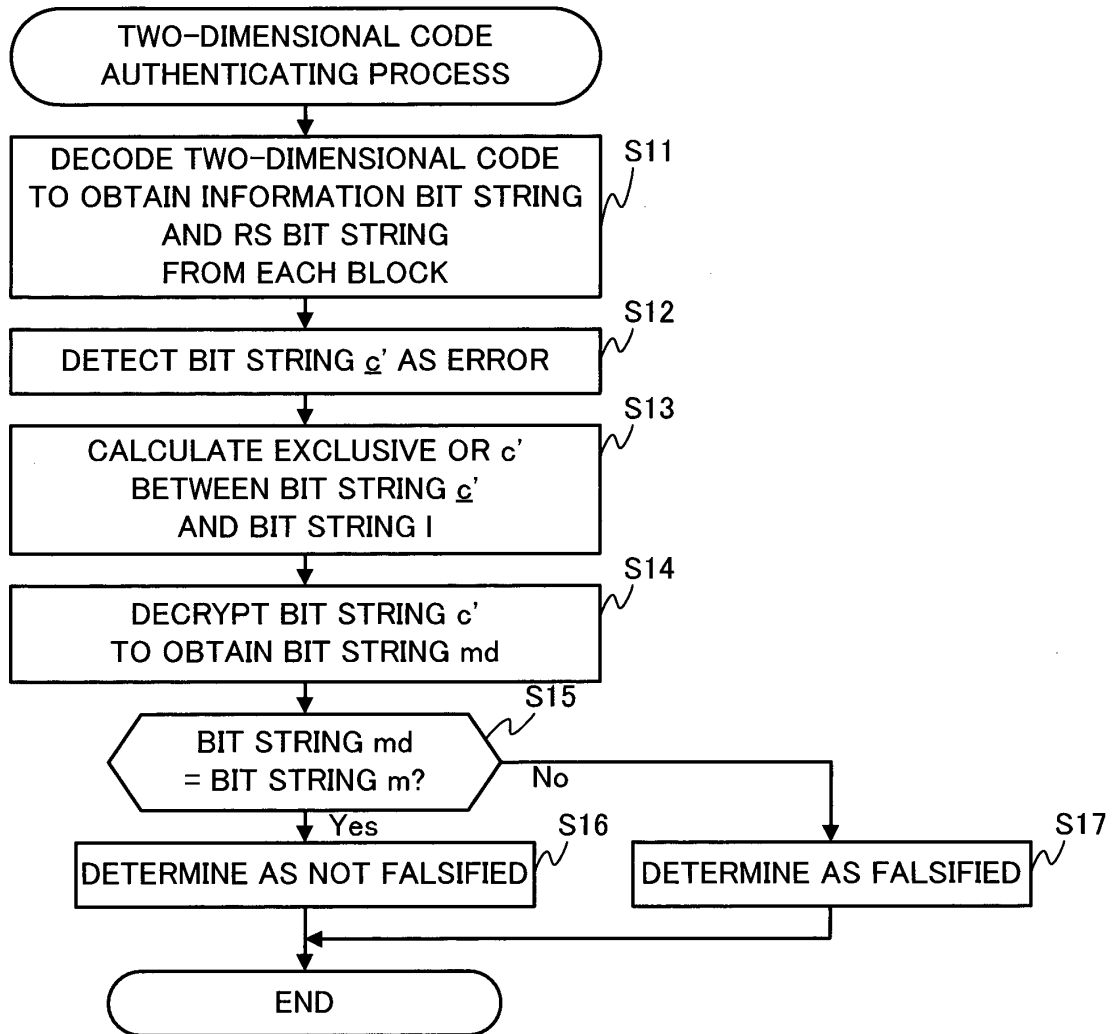 TWO-DIMENSIONAL CODE
AUTHENTICATING PROCESS
DECODE TWO-DIMENSIONAL CODE
TO OBTAIN INFORMATION BIT STRING
AND RS BIT STRING
FROM EACH BLOCK
S11
DETECT BIT STRING c' AS ERROR
S12
CALCULATE EXCLUSIVE OR c'
BETWEEN BIT STRING c'
AND BIT STRING I
S13
DECRYPT BIT STRING c'
TO OBTAIN BIT STRING md
S14
BIT STRING md
= BIT STRING m?
S15
No
Yes
DETERMINE AS NOT FALSIFIED
S16
DETERMINE AS FALSIFIED
S17
END